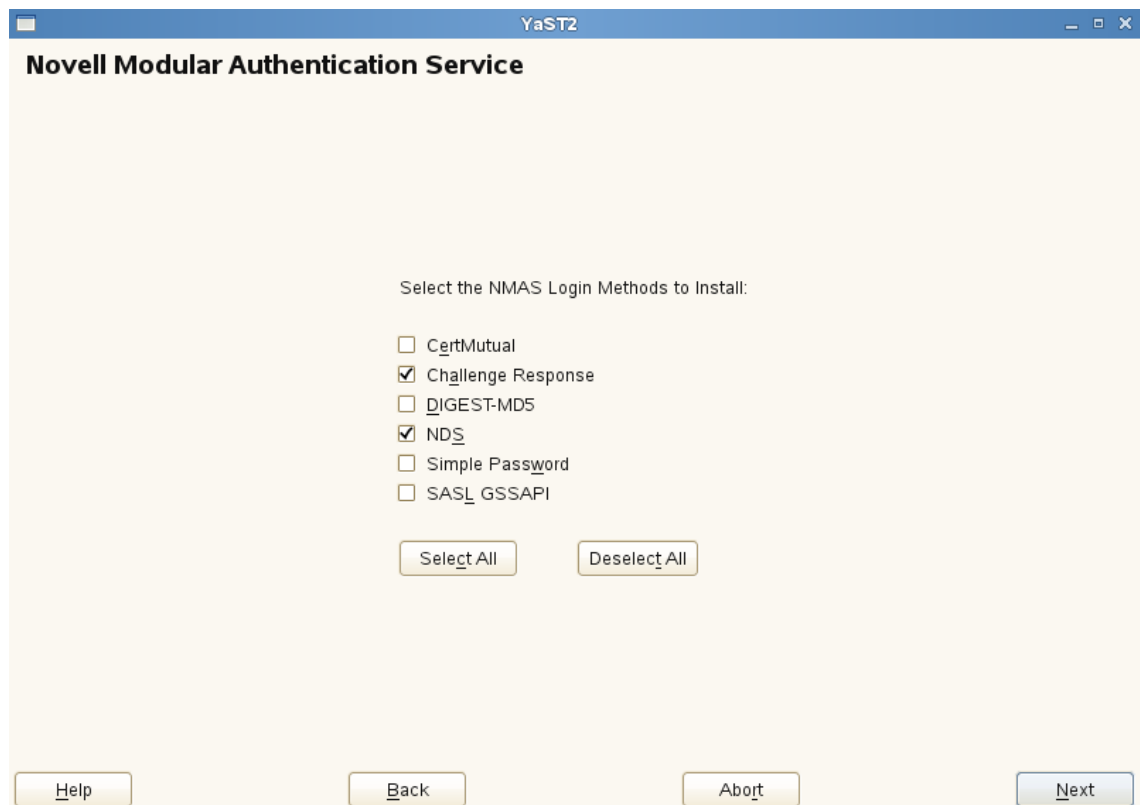 YaST2
Novell Modular Authentication Service
Select the NMAS Login Methods to Install:
CertMutual
Challenge Response
DIGEST-MD5
NDS
Simple Password
SASL GSSAPI
Select All Deselect All
Help Back Abort Next